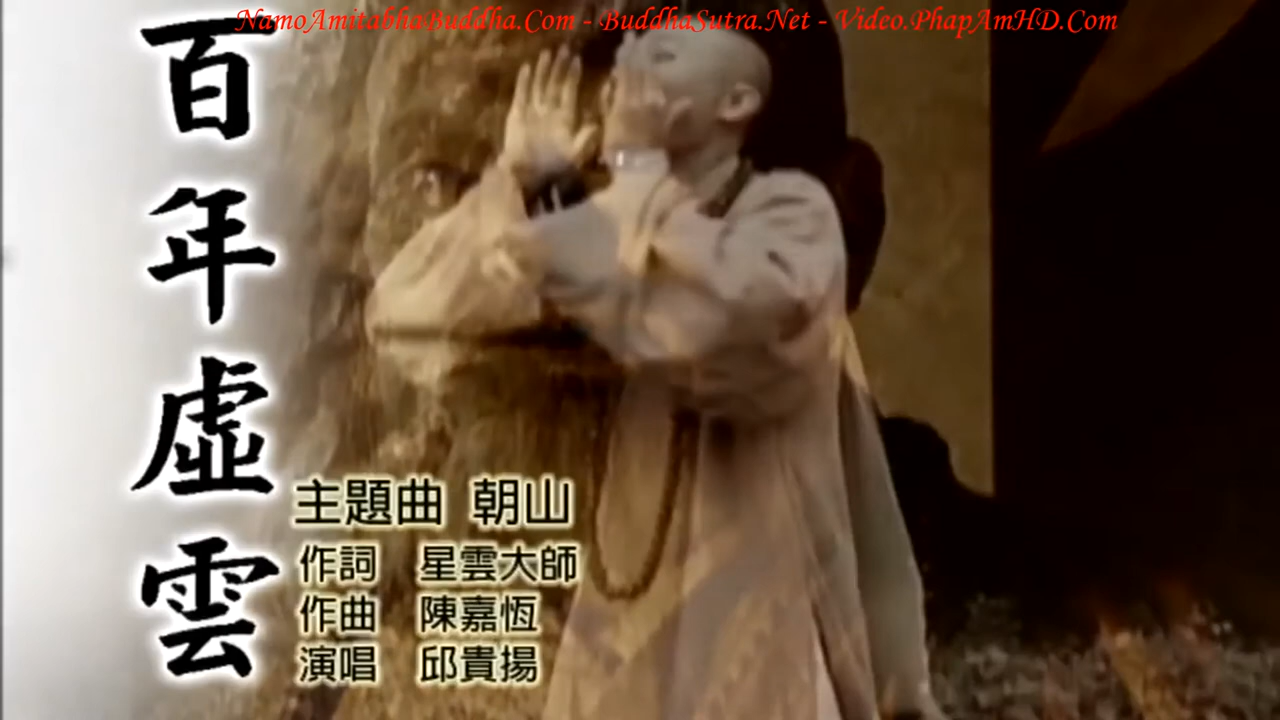 NamoAmitabhaBuddha.Com - BuddhaSutra.Net - Video.PhapAmHD.Com
百年虛雲
主題曲 朝山
作詞 星雲大師
作曲 陳嘉恆
演唱 邱貴揚